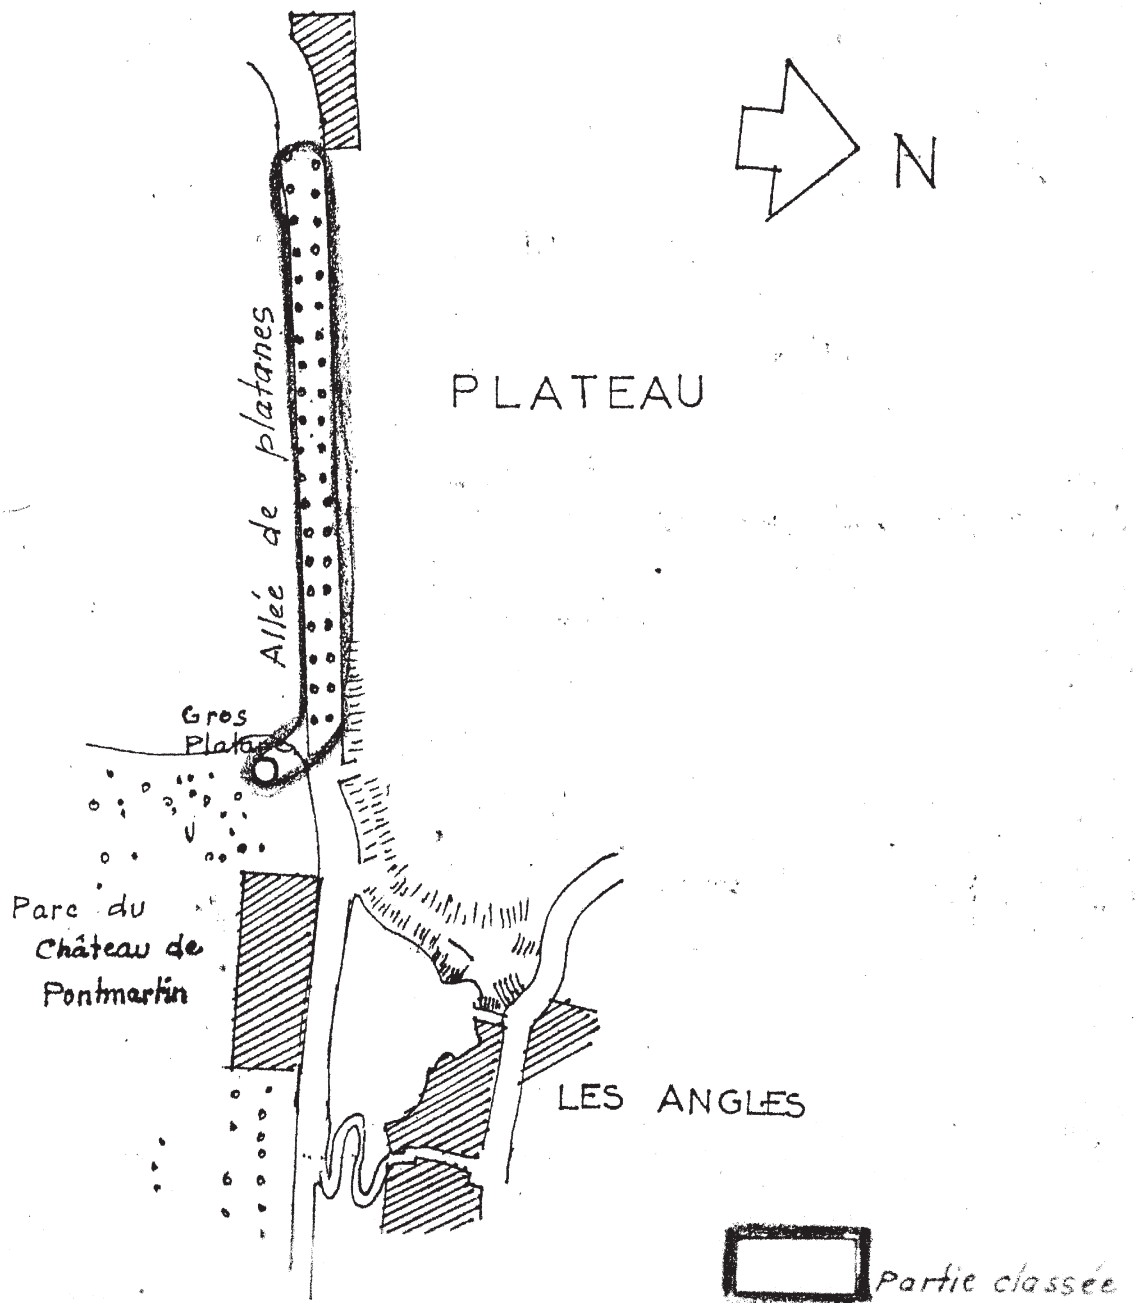 N
PLATEAU
Allée de platanes
Gros
Platane
Parc du
Château de
Pontmartin
LES ANGLES
Partie classée